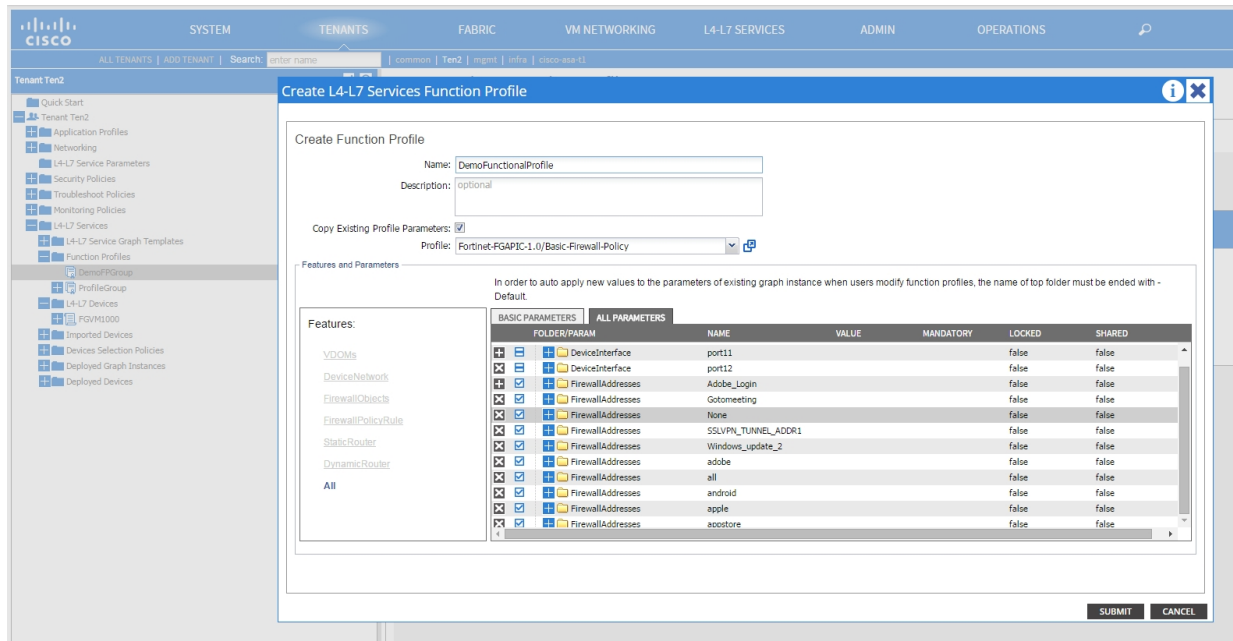 CISCO
SYSTEM TENANTS FABRIC VM NETWORKING L4-L7 SERVICES ADMIN OPERATIONS
ALL TENANTS | ADD TENANT | Search: enter name | common | Ten2 | mgmt | infra | cisco-asa-t1
Tenant Ten2
Quick Start
Tenant Ten2
Application Profiles
Networking
L4-L7 Service Parameters
Security Policies
Troubleshoot Policies
Monitoring Policies
L4-L7 Services
L4-L7 Service Graph Templates
Function Profiles
DemoFPGroup
ProfileGroup
L4-L7 Devices
FGVM1000
Imported Devices
Devices Selection Policies
Deployed Graph Instances
Deployed Devices
Create L4-L7 Services Function Profile
i
Create Function Profile
Name: DemoFunctionalProfile
Description: optional
Copy Existing Profile Parameters:
Profile: Fortinet-FGAPIC-1.0/Basic-Firewall-Policy
Features and Parameters
In order to auto apply new values to the parameters of existing graph instance when users modify function profiles, the name of top folder must be ended with -
Default.
Features:
VDOMs
DeviceNetwork
FirewallObjects
FirewallPolicyRule
StaticRouter
DynamicRouter
All
BASIC PARAMETERS ALL PARAMETERS
FOLDER/PARAM NAME VALUE MANDATORY LOCKED SHARED
DeviceInterface port11 false false
DeviceInterface port12 false false
FirewallAddresses Adobe_Login false false
FirewallAddresses Gotomeeting false false
FirewallAddresses None false false
FirewallAddresses SSLVPN_TUNNEL_ADDR1 false false
FirewallAddresses Windows_update_2 false false
FirewallAddresses adobe false false
FirewallAddresses all false false
FirewallAddresses android false false
FirewallAddresses apple false false
FirewallAddresses appstore false false
SUBMIT CANCEL